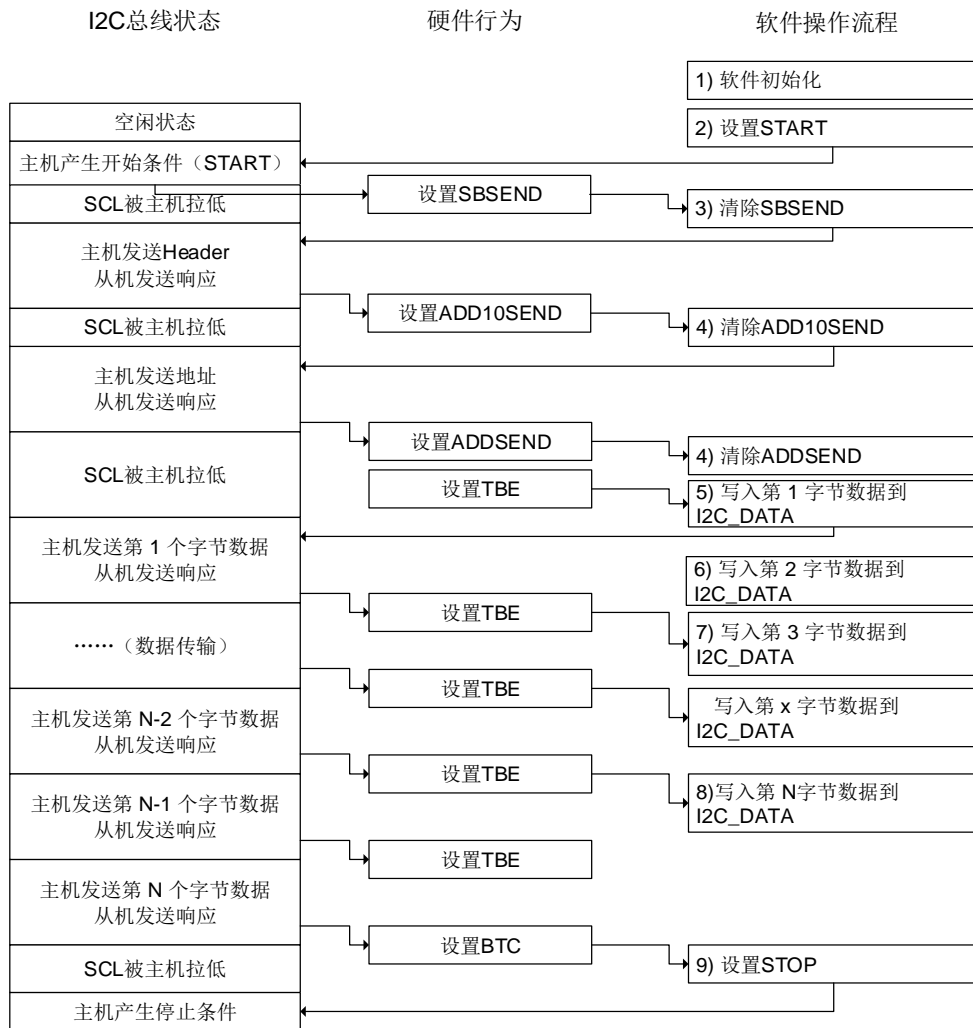 I2C总线状态
硬件行为
软件操作流程
1) 软件初始化
空闲状态
2) 设置START
主机产生开始条件（START）
SCL被主机拉低
设置SBSEND
3) 清除SBSEND
主机发送Header
从机发送响应
设置ADD10SEND
SCL被主机拉低
4) 清除ADD10SEND
主机发送地址
从机发送响应
设置ADDSEND
4) 清除ADDSEND
SCL被主机拉低
设置TBE
5) 写入第 1 字节数据到
I2C_DATA
主机发送第 1 个字节数据
从机发送响应
6) 写入第 2 字节数据到
I2C_DATA
设置TBE
7) 写入第 3 字节数据到
I2C_DATA
······（数据传输）
设置TBE
写入第 x 字节数据到
I2C_DATA
主机发送第 N-2 个字节数据
从机发送响应
设置TBE
8)写入第 N字节数据到
I2C_DATA
主机发送第 N-1 个字节数据
从机发送响应
设置TBE
主机发送第 N 个字节数据
从机发送响应
设置BTC
SCL被主机拉低
9) 设置STOP
主机产生停止条件